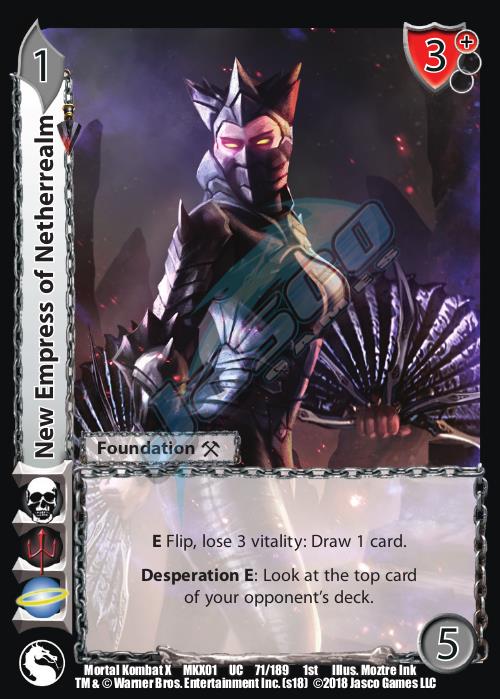 1
3
+
New Empress of Netherrealm
JASCO
GAMES
Foundation
E Flip, lose 3 vitality: Draw 1 card.
Desperation E: Look at the top card
of your opponent's deck.
5
Mortal Kombat X MKX01 UC 71/189 1st Illus. Moztre Ink
TM & © Warner Bros. Entertainment Inc. (s18) ©2018 Jasco Games LLC